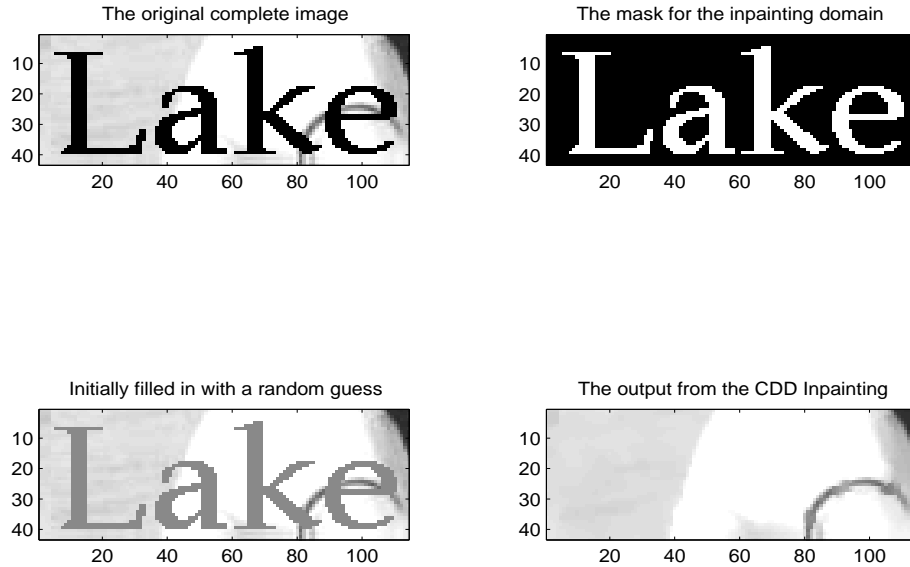 The original complete image
Lake
10
20
30
40
20 40 60 80 100
The mask for the inpainting domain
Lake
10
20
30
40
20 40 60 80 100
Initially filled in with a random guess
Lake
10
20
30
40
20 40 60 80 100
The output from the CDD Inpainting
10
20
30
40
20 40 60 80 100